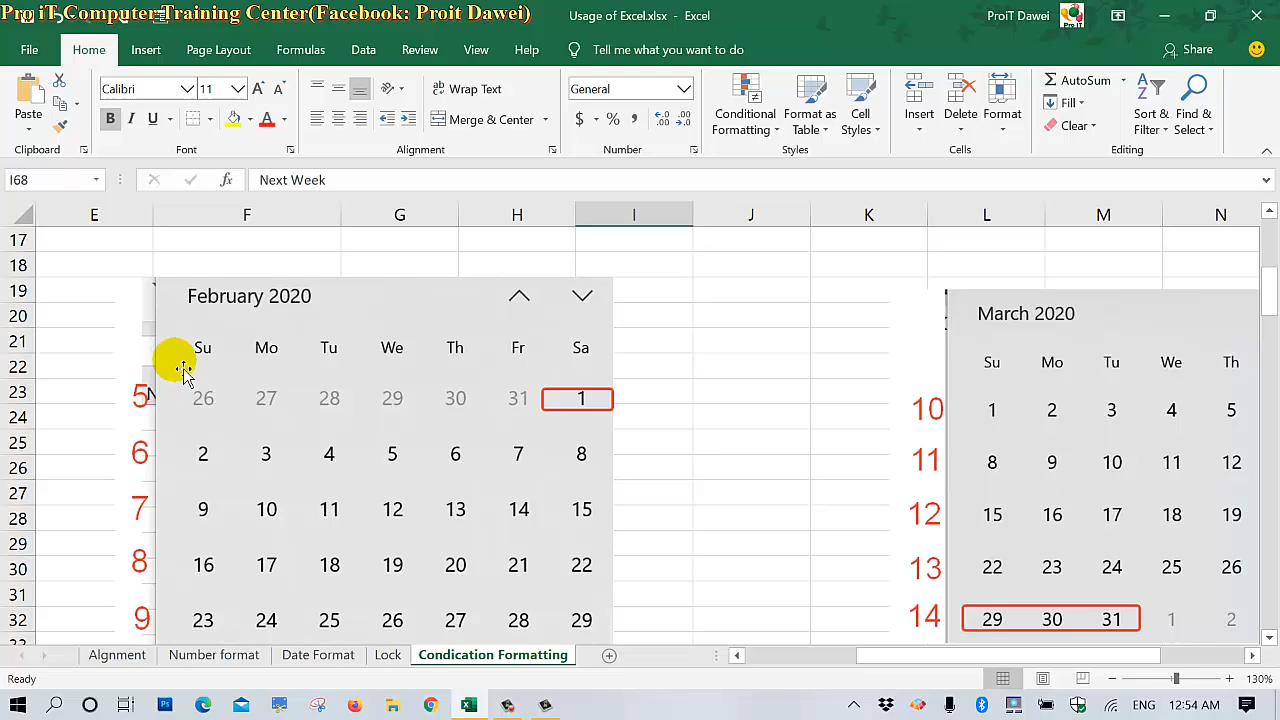 Pro iT Computer Training Center(Facebook: Proit Dawei)
Usage of Excel.xlsx - Excel
ProiT Dawei
File Home Insert Page Layout Formulas Data Review View Help Tell me what you want to do Share
Calibri 11 Wrap Text General AutoSum
Paste B I U A Merge & Center $ % , Conditional Formatting Format as Table Cell Styles Insert Delete Format Fill Clear Sort & Filter Find & Select
Clipboard Font Alignment Number Styles Cells Editing
I68 fx Next Week
E F G H I J K L M N
17
18
19 February 2020
20 March 2020
21 Su Mo Tu We Th Fr Sa
22 Su Mo Tu We Th
23 5 26 27 28 29 30 31 1
24 10 1 2 3 4 5
25 6 2 3 4 5 6 7 8
26 11 8 9 10 11 12
27 7 9 10 11 12 13 14 15
28 12 15 16 17 18 19
29
30 8 16 17 18 19 20 21 22 13 22 23 24 25 26
31
32 9 23 24 25 26 27 28 29 14 29 30 31 1 2
Algnment Number format Date Format Lock Condication Formatting
Ready 130%
ENG 12:54 AM